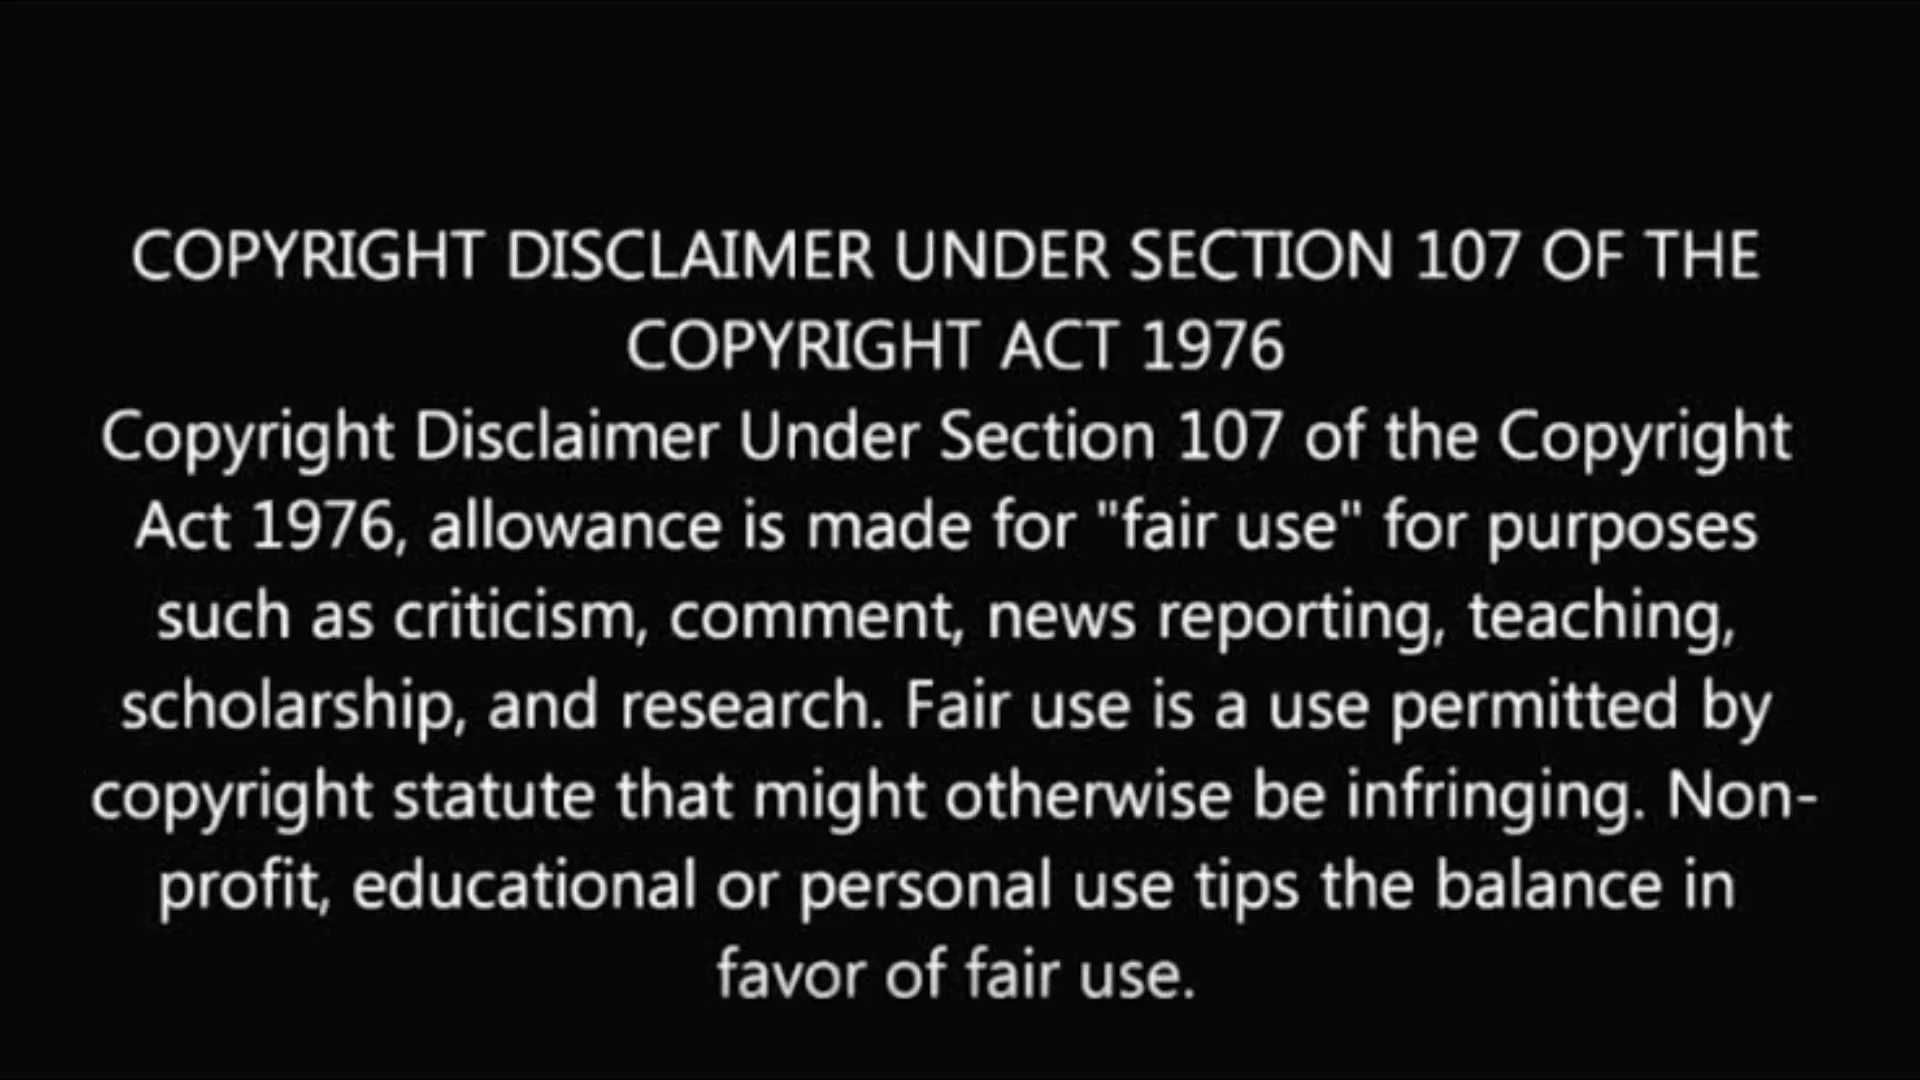 COPYRIGHT DISCLAIMER UNDER SECTION 107 OF THE
COPYRIGHT ACT 1976
Copyright Disclaimer Under Section 107 of the Copyright
Act 1976, allowance is made for "fair use" for purposes
such as criticism, comment, news reporting, teaching,
scholarship, and research. Fair use is a use permitted by
copyright statute that might otherwise be infringing. Non-
profit, educational or personal use tips the balance in
favor of fair use.